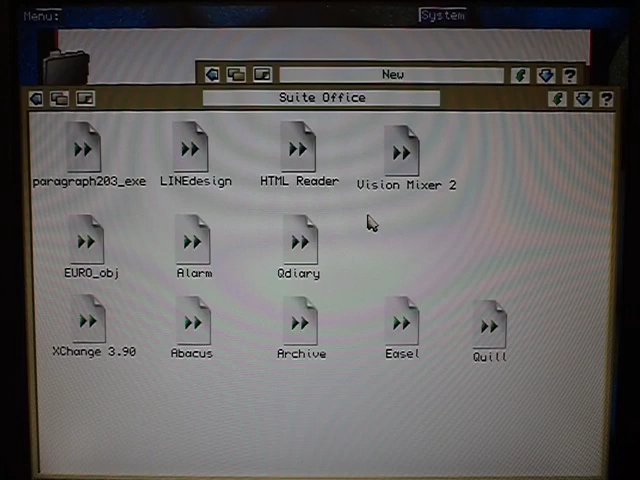 Menu: System
New ?
Suite Office ?
paragraph203_exe LINEdesign HTML Reader Vision Mixer 2
EURO_obj Alarm Qdiary
XChange 3.90 Abacus Archive Easel Quill